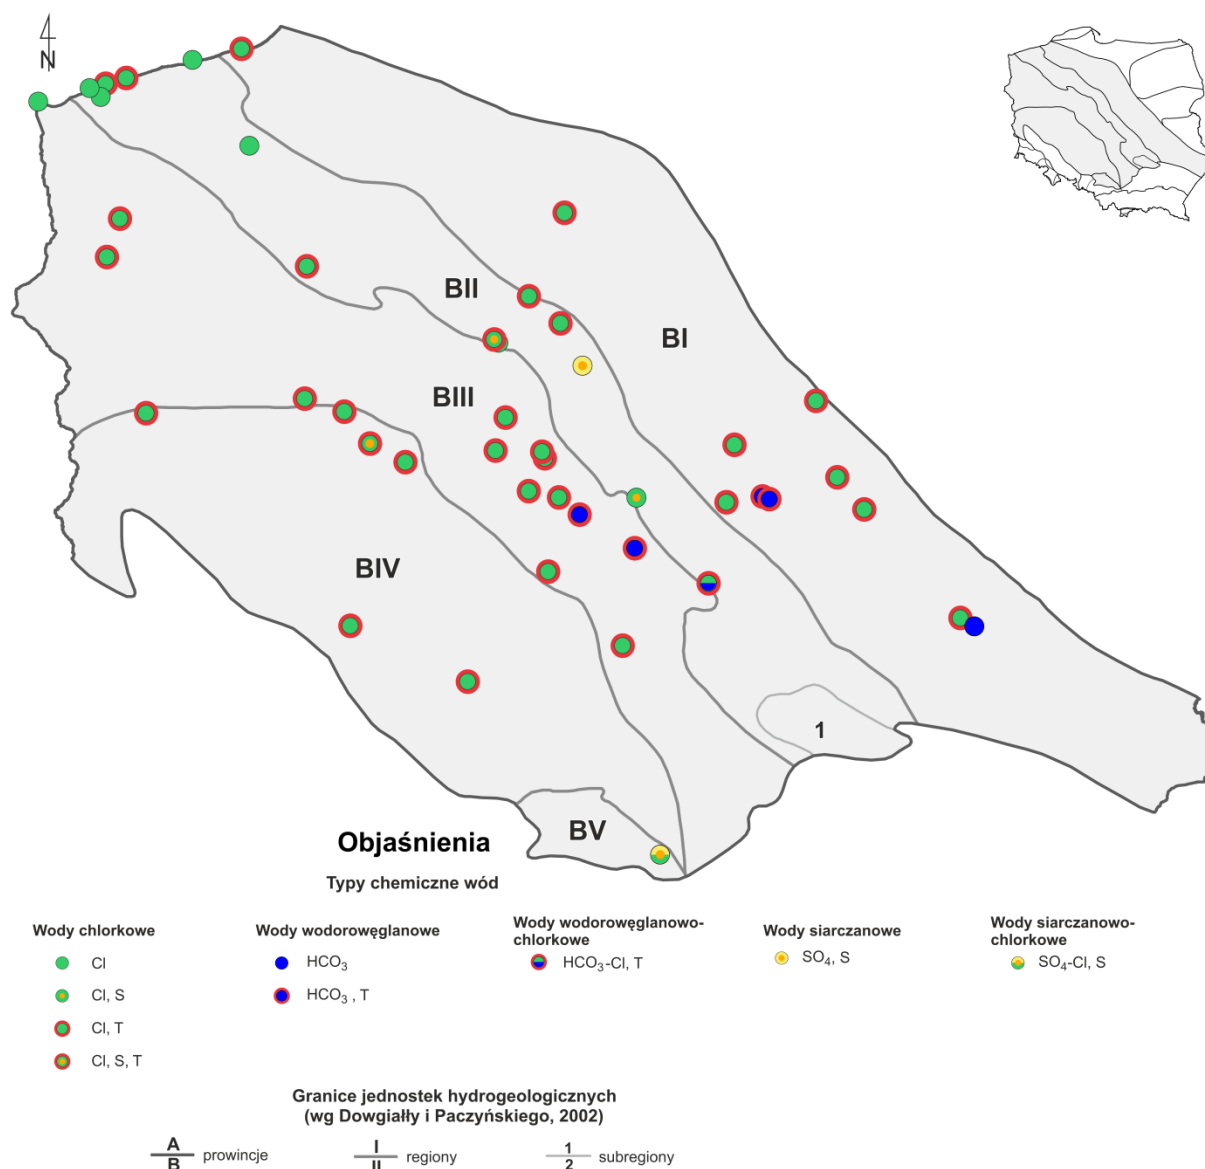 N
BII
BI
BIII
BIV
1
BV
Objaśnienia
Typy chemiczne wód
Wody chlorkowe
Cl
Cl, S
Cl, T
Cl, S, T
Wody wodorowęglanowe
HCO₃
HCO₃ , T
Wody wodorowęglanowo-
chlorkowe
HCO₃-Cl, T
Wody siarczanowe
SO₄, S
Wody siarczanowo-
chlorkowe
SO₄-Cl, S
Granice jednostek hydrogeologicznych
(wg Dowgiałły i Paczyńskiego, 2002)
A
B
prowincje
I
II
regiony
1
2
subregiony